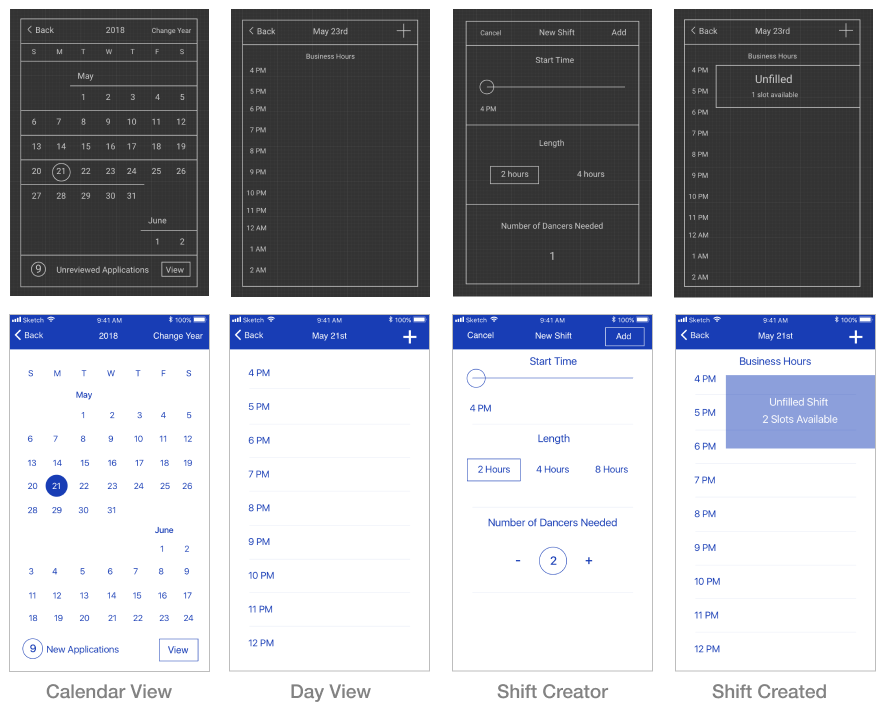 Back 2018 Change Year
S M T W T F S
May
1 2 3 4 5
6 7 8 9 10 11 12
13 14 15 16 17 18 19
20 21 22 23 24 25 26
27 28 29 30 31
June
1 2
9 Unreviewed Applications View
Back May 23rd +
Business Hours
4 PM
5 PM
6 PM
7 PM
8 PM
9 PM
10 PM
11 PM
12 AM
1 AM
2 AM
Cancel New Shift Add
Start Time
4 PM
Length
2 hours 4 hours
Number of Dancers Needed
1
Back May 23rd +
Business Hours
4 PM
Unfilled
5 PM
1 slot available
6 PM
7 PM
8 PM
9 PM
10 PM
11 PM
12 AM
1 AM
2 AM
Sketch 9:41 AM 100%
Back 2018 Change Year
S M T W T F S
May
1 2 3 4 5
6 7 8 9 10 11 12
13 14 15 16 17 18 19
20 21 22 23 24 25 26
28 29 30 31
June
1 2
3 4 5 6 7 8 9
11 12 13 14 15 16 17
18 19 20 21 22 23 24
9 New Applications View
Calendar View
Sketch 9:41 AM 100%
Back May 21st +
4 PM
5 PM
6 PM
7 PM
8 PM
9 PM
10 PM
11 PM
12 PM
Day View
Sketch 9:41 AM 100%
Cancel New Shift Add
Start Time
4 PM
Length
2 Hours 4 Hours 8 Hours
Number of Dancers Needed
- 2 +
Shift Creator
Sketch 9:41 AM 100%
Back May 21st +
Business Hours
4 PM
Unfilled Shift
5 PM
2 Slots Available
6 PM
7 PM
8 PM
9 PM
10 PM
11 PM
12 PM
Shift Created